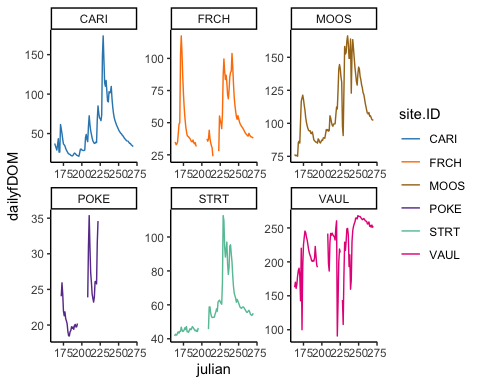 CARI FRCH MOOS
150
100
50
100
75
50
25
150
125
100
75
175200225250275 175200225250275 175200225250275
POKE STRT VAUL
35
30
25
20
100
80
60
40
250
200
150
100
175200225250275 175200225250275 175200225250275
dailyfDOM
julian
site.ID
CARI
FRCH
MOOS
POKE
STRT
VAUL